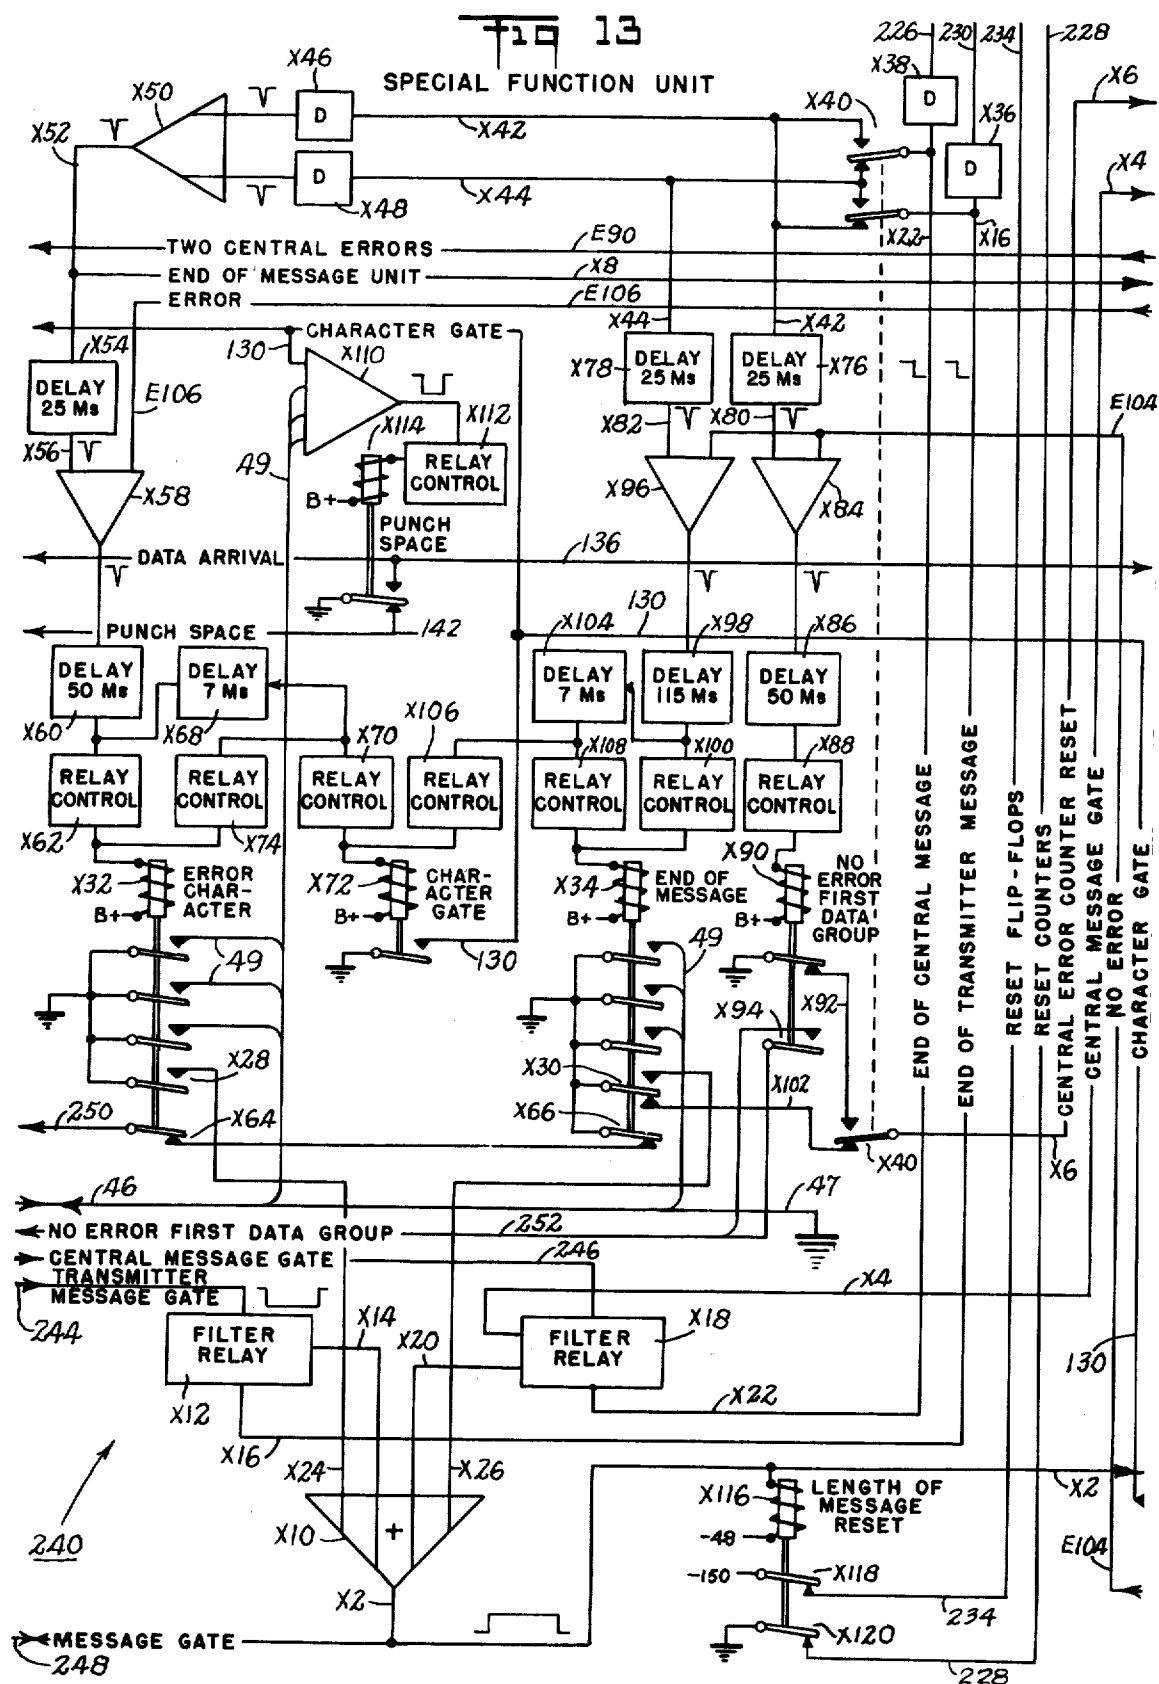 Fig 13
SPECIAL FUNCTION UNIT
226
230
234
228
X46
X38
X6
X50
D
X42
X40
D
X36
X52
D
X48
X44
D
X4
X22
X16
TWO CENTRAL ERRORS
E90
END OF MESSAGE UNIT
X8
ERROR
E106
CHARACTER GATE
X44
X42
X54
130
X110
DELAY
25 Ms
E106
X78
DELAY
25 Ms
DELAY
25 Ms
X76
X56
X114
X112
X82
X80
E104
49
RELAY
CONTROL
B+
X58
X96
X84
PUNCH
SPACE
DATA ARRIVAL
136
PUNCH SPACE
142
X104
130
X98
X86
DELAY
50 Ms
DELAY
7 Ms
DELAY
7 Ms
DELAY
115 Ms
DELAY
50 Ms
X60
X68
X70
X106
X108
X100
X88
RELAY
CONTROL
RELAY
CONTROL
RELAY
CONTROL
RELAY
CONTROL
RELAY
CONTROL
RELAY
CONTROL
RELAY
CONTROL
X62
X74
X32
ERROR
CHAR-
ACTER
B+
X72
CHAR-
ACTER
GATE
B+
X34
END OF
MESSAGE
B+
X90
NO
ERROR
FIRST
DATA
GROUP
B+
49
130
49
X92
X94
X28
X30
X102
250
X64
X66
X40
X6
END OF CENTRAL MESSAGE
END OF TRANSMITTER MESSAGE
RESET FLIP-FLOPS
RESET COUNTERS
CENTRAL ERROR COUNTER RESET
CENTRAL MESSAGE GATE
NO ERROR
CHARACTER GATE
46
47
NO ERROR FIRST DATA GROUP
252
CENTRAL MESSAGE GATE
246
TRANSMITTER
MESSAGE GATE
X4
244
FILTER
RELAY
X14
X20
FILTER
RELAY
X18
130
X12
X22
X16
X24
X26
X2
X10
+
X116
LENGTH OF
MESSAGE
RESET
-48
240
E104
X2
-150
X118
234
MESSAGE GATE
X120
248
228